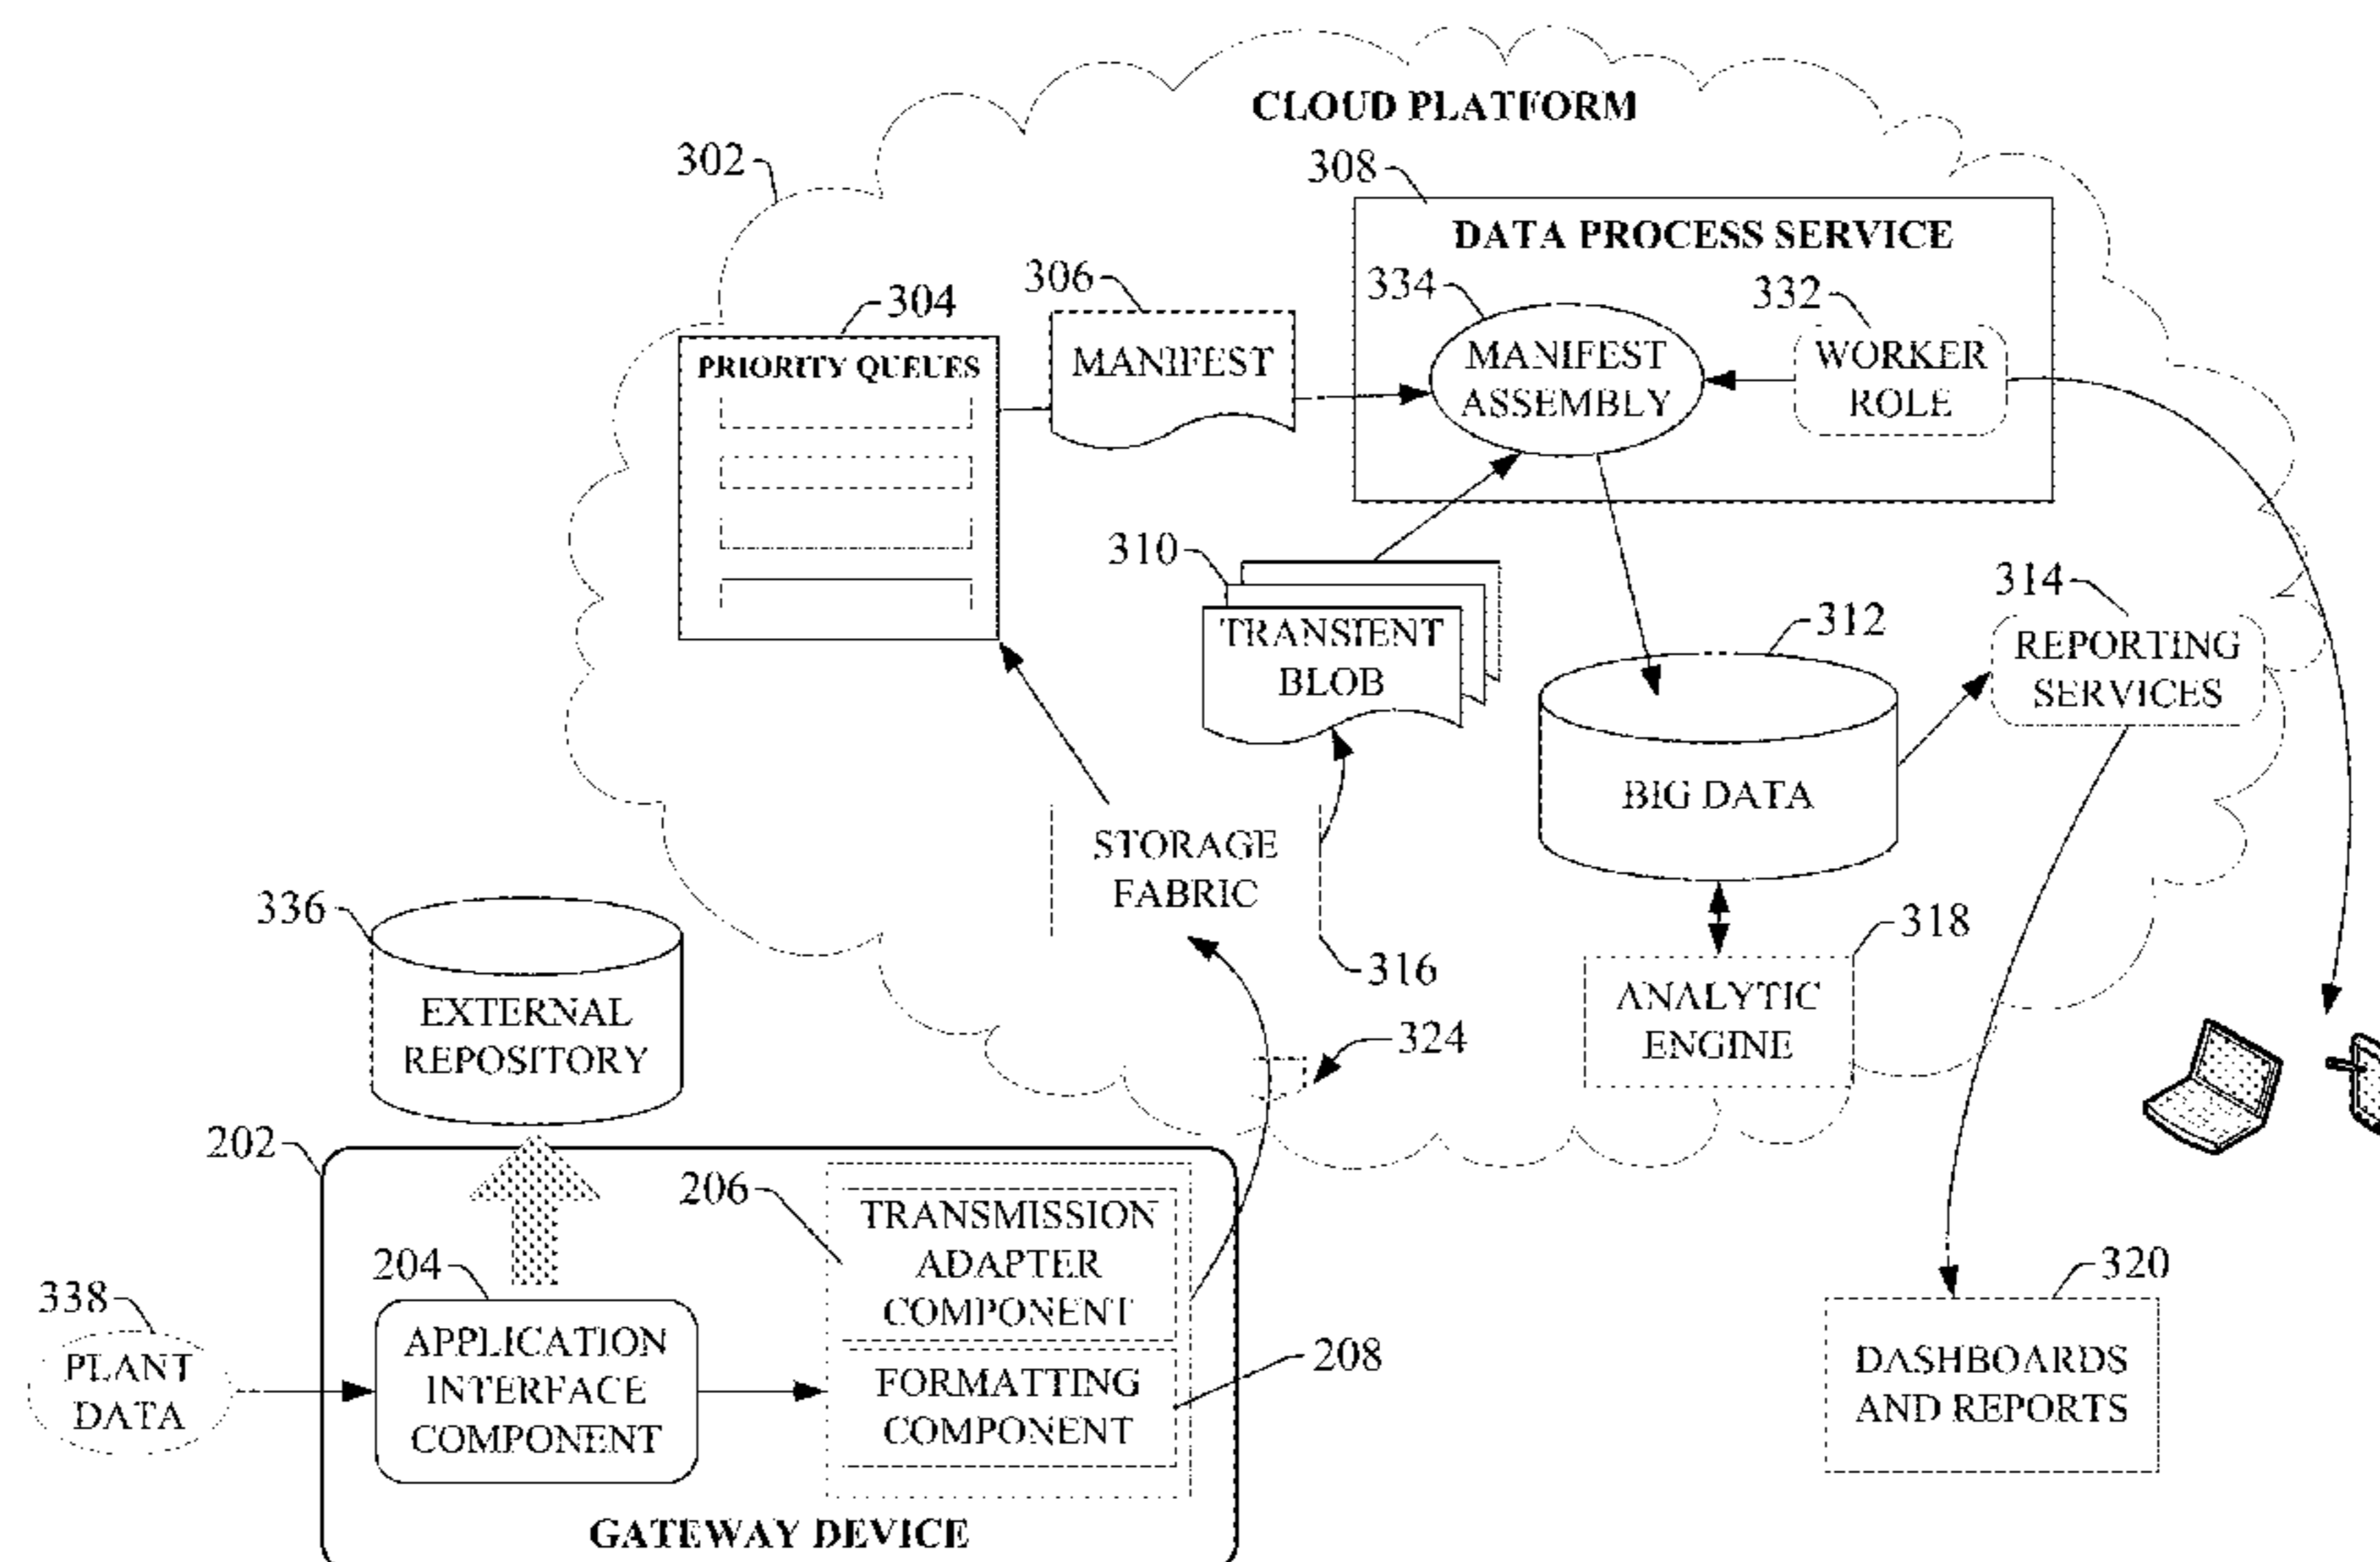 CLOUD PLATFORM
302
308
DATA PROCESS SERVICE
306
334
332
304
PRIORITY QUEUES
MANIFEST
MANIFEST
ASSEMBLY
WORKER
ROLE
310
314
TRANSIENT
BLOB
312
REPORTING
SERVICES
BIG DATA
STORAGE
FABRIC
336
316
318
EXTERNAL
REPOSITORY
324
ANALYTIC
ENGINE
202
206
TRANSMISSION
ADAPTER
COMPONENT
204
320
338
PLANT
DATA
APPLICATION
INTERFACE
COMPONENT
208
FORMATTING
COMPONENT
DASHBOARDS
AND REPORTS
GATEWAY DEVICE